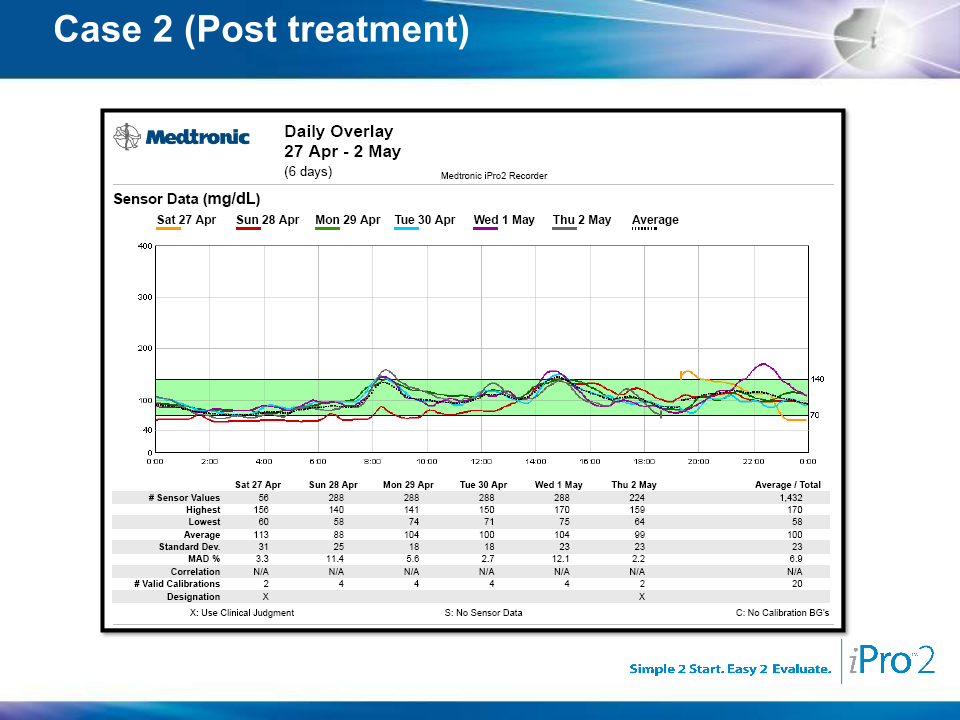 Case 2 (Post treatment)
Medtronic
Daily Overlay
27 Apr - 2 May
(6 days)
Medtronic iPro2 Recorder
Sensor Data (mg/dL)
Sat 27 Apr Sun 28 Apr Mon 29 Apr Tue 30 Apr Wed 1 May Thu 2 May Average
400
300
200
140
100
70
40
0
0:00 2:00 4:00 6:00 8:00 10:00 12:00 14:00 16:00 18:00 20:00 22:00 0:00
Sat 27 Apr Sun 28 Apr Mon 29 Apr Tue 30 Apr Wed 1 May Thu 2 May Average / Total
# Sensor Values 56 288 288 288 288 224 1,432
Highest 156 140 141 150 170 159 170
Lowest 60 58 74 71 75 64 58
Average 113 88 104 100 104 99 100
Standard Dev. 31 25 18 18 23 23 23
MAD % 3.3 11.4 5.6 2.7 12.1 2.2 6.9
Correlation N/A N/A N/A N/A N/A N/A N/A
# Valid Calibrations 2 4 4 4 4 2 20
Designation X X
X: Use Clinical Judgment S: No Sensor Data C: No Calibration BG's
Simple 2 Start. Easy 2 Evaluate.
iPro™2